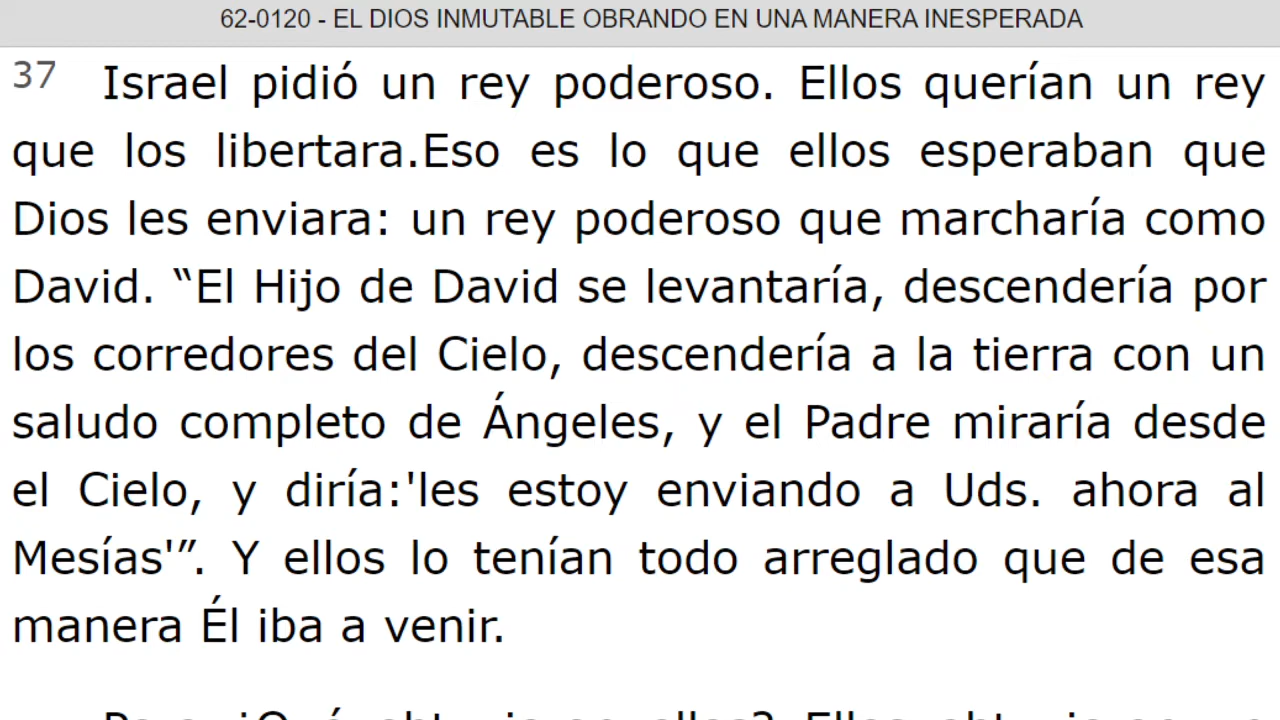 62-0120 - EL DIOS INMUTABLE OBRANDO EN UNA MANERA INESPERADA
37 Israel pidió un rey poderoso. Ellos querían un rey
que los libertara.Eso es lo que ellos esperaban que
Dios les enviara: un rey poderoso que marcharía como
David. “El Hijo de David se levantaría, descendería por
los corredores del Cielo, descendería a la tierra con un
saludo completo de Ángeles, y el Padre miraría desde
el Cielo, y diría:'les estoy enviando a Uds. ahora al
Mesías'”. Y ellos lo tenían todo arreglado que de esa
manera Él iba a venir.